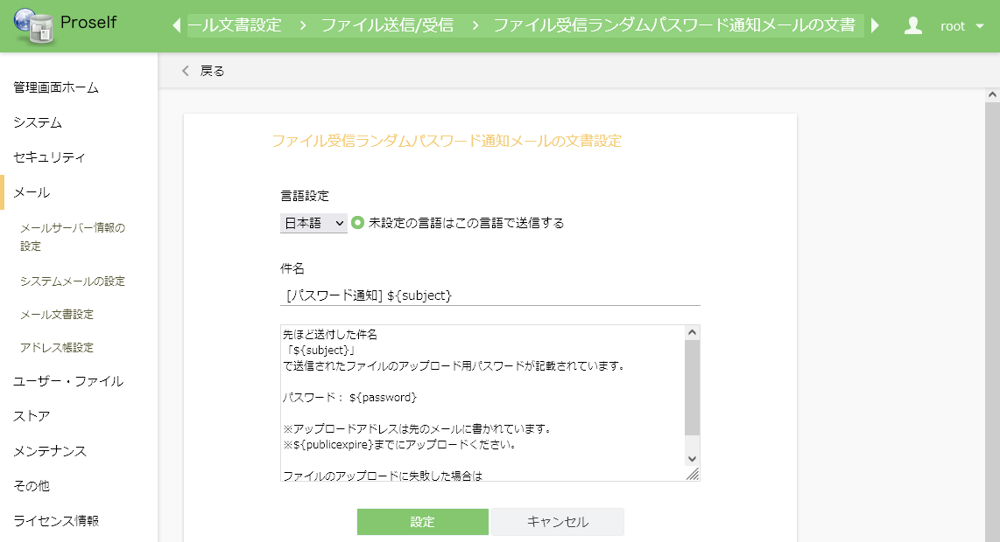 Proself
ール文書設定 › ファイル送信/受信 › ファイル受信ランダムパスワード通知メールの文書
root
戻る
管理画面ホーム
システム
セキュリティ
メール
メールサーバー情報の
設定
システムメールの設定
メール文書設定
アドレス帳設定
ユーザー・ファイル
ストア
メンテナンス
その他
ライセンス情報
ファイル受信ランダムパスワード通知メールの文書設定
言語設定
日本語 未設定の言語はこの言語で送信する
件名
[パスワード通知] ${subject}
先ほど送付した件名
「${subject}」
で送信されたファイルのアップロード用パスワードが記載されています。
パスワード： ${password}
※アップロードアドレスは先のメールに書かれています。
※${publicexpire}までにアップロードください。
ファイルのアップロードに失敗した場合は
設定 キャンセル